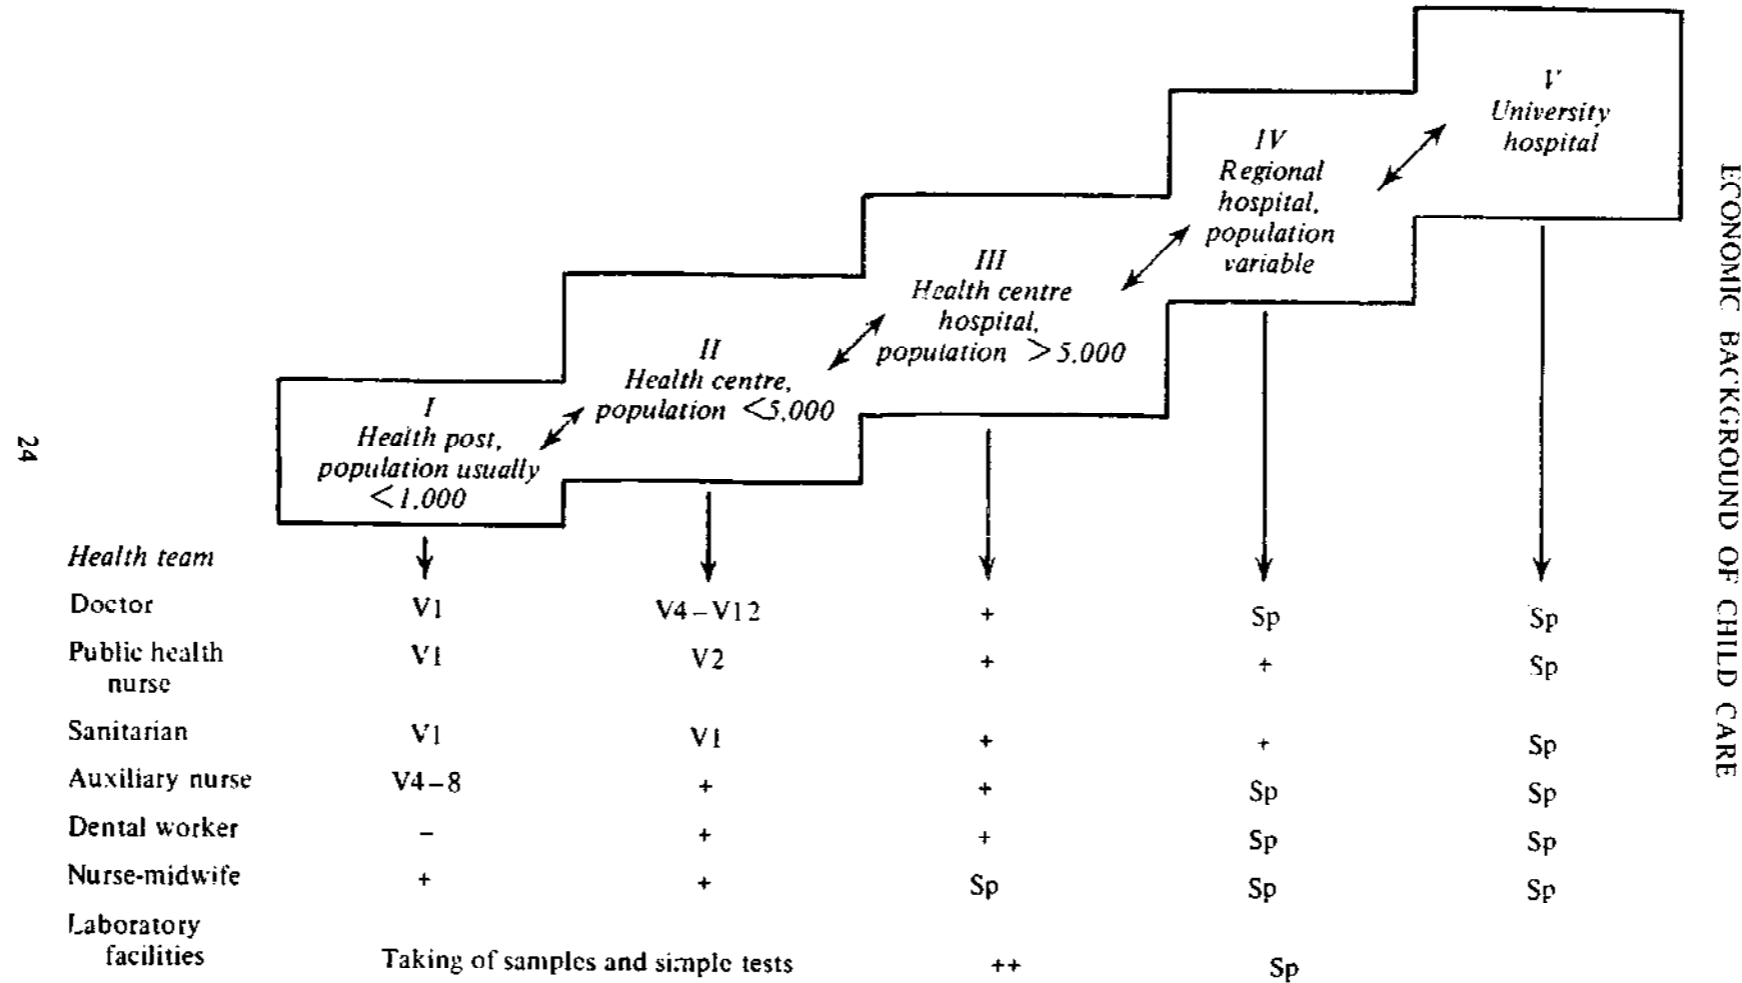 V
University
hospital
IV
Regional
hospital,
population
variable
III
Health centre
hospital,
population >5,000
II
Health centre,
population <5,000
I
Health post,
population usually
<1,000
Health team
Doctor V1 V4–V12 + Sp Sp
Public health V1 V2 + + Sp
nurse
Sanitarian V1 V1 + + Sp
Auxiliary nurse V4–8 + + Sp Sp
Dental worker – + + Sp Sp
Nurse-midwife + + Sp Sp Sp
Laboratory
facilities Taking of samples and simple tests ++ Sp
24
ECONOMIC BACKGROUND OF CHILD CARE